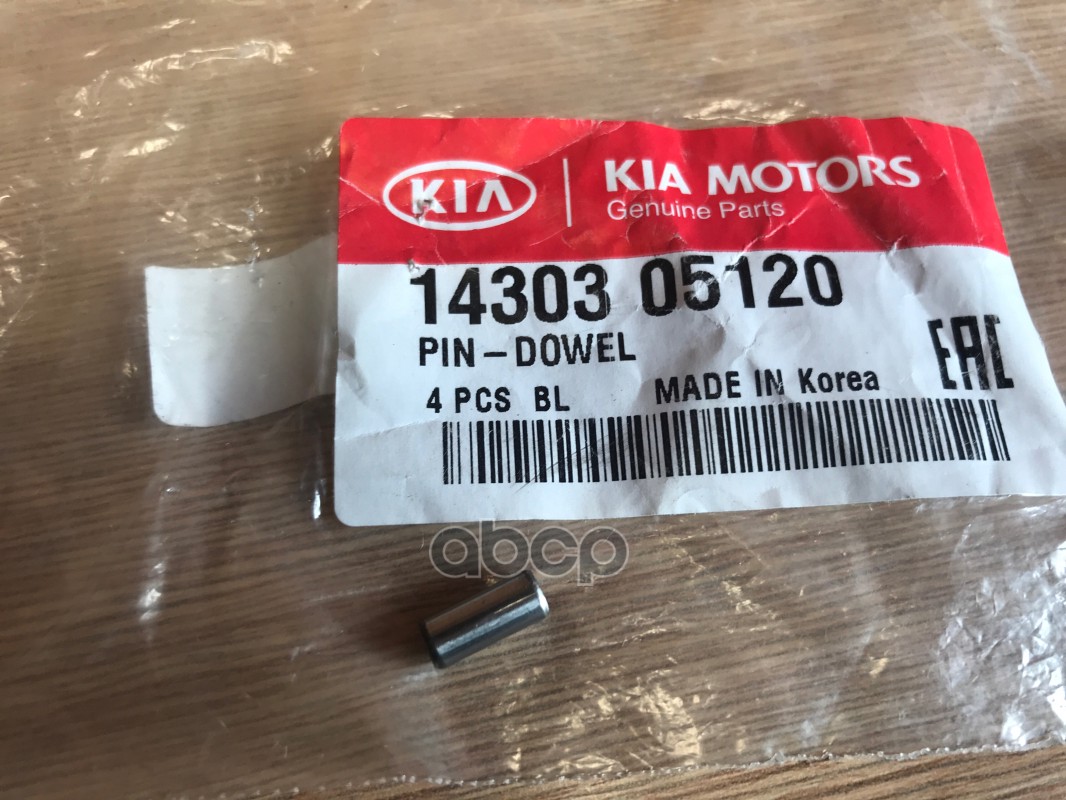 KIA
KIA MOTORS
Genuine Parts
14303 05120
PIN-DOWEL
4 PCS BL MADE IN Korea
EAC
abcp